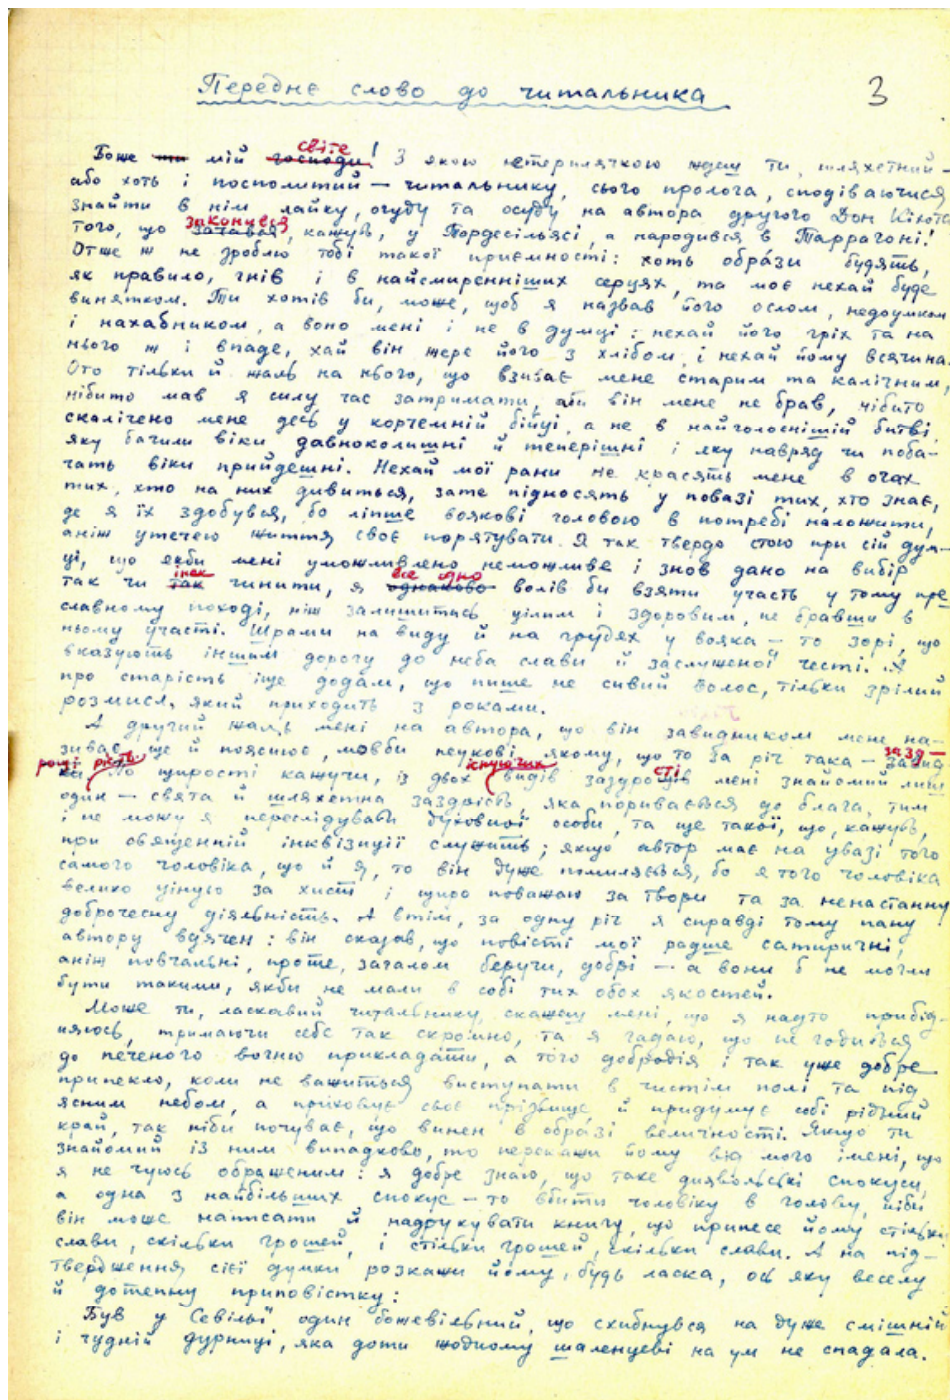 Переднє слово до читальника
3
Боже ти мій господи світе! З якою нетерплячкою ждеш ти, шляхетний —
або хоть і посполитий — читальнику, сього пролога, сподіваючися
знайти в нім лайку, огуду та осуду на автора другого Дон Кіхота
того, що зачався законився, кажуть, у Тордесільясі, а народився в Таррагоні!
Отже ж не зроблю тобі такої приємності: хоть обрáзи будять,
як правило, гнів і в найсмиренніших серцях, та моє нехай буде
винятком. Ти хотів би, може, щоб я назвав його ослом, недоумком
і нахабником, а воно мені і не в думці: нехай його гріх та на
нього ж і впаде, хай він жере його з хлібом, і нехай йому всячина.
Ото тільки й жаль на нього, що взиває мене старим та калічним,
нібито мав я силу час затримати, аби він мене не брав, нібито
скалічено мене десь у корчемній бійці, а не в найголоснішій битві,
яку бачили віки давноколишні й теперішні і яку навряд чи поба-
чать віки прийдешні. Нехай мої рани не красять мене в очах
тих, хто на них дивиться, зате підносять у повазі тих, хто знає,
де я їх здобувся, бо ліпше воякові головою в потребі наложити,
аніж утечею життя своє порятувати. Я так твердо стою при сій дум-
ці, що якби мені уможливлено неможливе і знов дано на вибір
так чи так інак чинити, я однаково все одно волів би взяти участь у тому пре
славному поході, ніж залишитись цілим і здоровим, не бравши в
ньому участі. Шрами на виду й на грудях у вояка — то зорі, що
вказують іншим дорогу до неба слави й заслуженої честі. А
про старість іще додам, що пише не сивий волос, тільки зрілий
розмисл, який приходить з роками.
А другий жаль мені на автора, що він завидником мене на-
зиває, ще й пояснює, мовби неукові якому, що то за річ така — завид
ки По щирості кажучи, із двох існуючих видів заздрості мені знайомий лиш
один — свята й шляхетна заздрість, яка поривається до блага, тим
і не можу я переслідувати духовної особи, та ще такої, що, кажуть,
при священній інквізиції служить; якщо автор має на увазі того
самого чоловіка, що й я, то він дуже помиляється, бо я того чоловіка
велико ціную за хист і щиро поважаю за твори та за ненастанну
доброчесну діяльність. А втім, за одну річ я справді тому пану
автору вдячен: він сказав, що повісті мої радше сатиричні,
аніж повчальні, проте, загалом беручи, добрі — а вони б не могли
бути такими, якби не мали в собі тих обох якостей.
Може ти, ласкавий читальнику, скажеш мені, що я надто прибід-
няюсь, тримаючи себе так скромно, та я гадаю, що не годиться
до печеного вогню прикладáти, а того добродія і так уже добре
припекло, коли не важиться виступати в чистім полі та під
ясним небом, а приховує своє прізвище й придумує собі рідний
край, так ніби почуває, що винен в обрáзі величності. Якщо ти
знайомий із ним випадково, то перекажи йому від мого імені, що
я не чуюсь ображеним: я добре знаю, що таке диявольські спокуси,
а одна з найбільших спокус — то вбити чоловіку в голову, ніби
він може написати й надрукувати книгу, що принесе йому стільки
слави, скільки грошей, і стільки грошей, скільки слави. А на під-
твердження сієї думки розкажи йому, будь ласка, ось яку веселу
й дотепну приповістку:
Був у Севільї один божевільний, що схибнувся на дуже смішній
і чудній дурниці, яка доти жодному шаленцеві на ум не спадала.